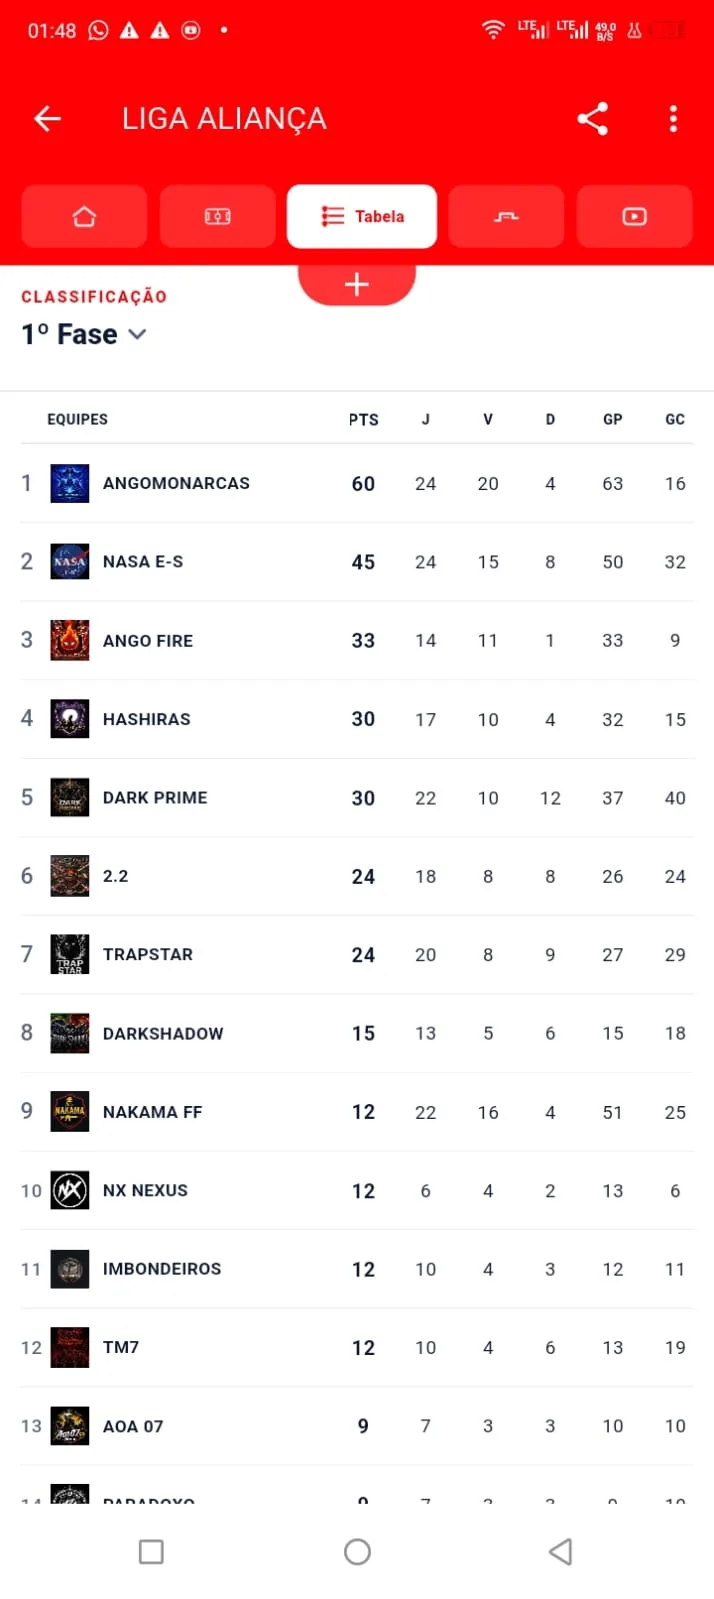 01:48 LTE LTE 49,0 B/S
LIGA ALIANÇA
Tabela
CLASSIFICAÇÃO
1º Fase
EQUIPES PTS J V D GP GC
1 ANGOMONARCAS 60 24 20 4 63 16
2 NASA NASA E-S 45 24 15 8 50 32
3 ANGO FIRE 33 14 11 1 33 9
4 HASHIRAS 30 17 10 4 32 15
5 DARK DARK PRIME 30 22 10 12 37 40
6 2.2 24 18 8 8 26 24
7 TRAP STAR TRAPSTAR 24 20 8 9 27 29
8 DARKSHADOW 15 13 5 6 15 18
9 NAKAMA NAKAMA FF 12 22 16 4 51 25
10 NX NX NEXUS 12 6 4 2 13 6
11 IMBONDEIROS 12 10 4 3 12 11
12 TM7 12 10 4 6 13 19
13 AOA 07 9 7 3 3 10 10